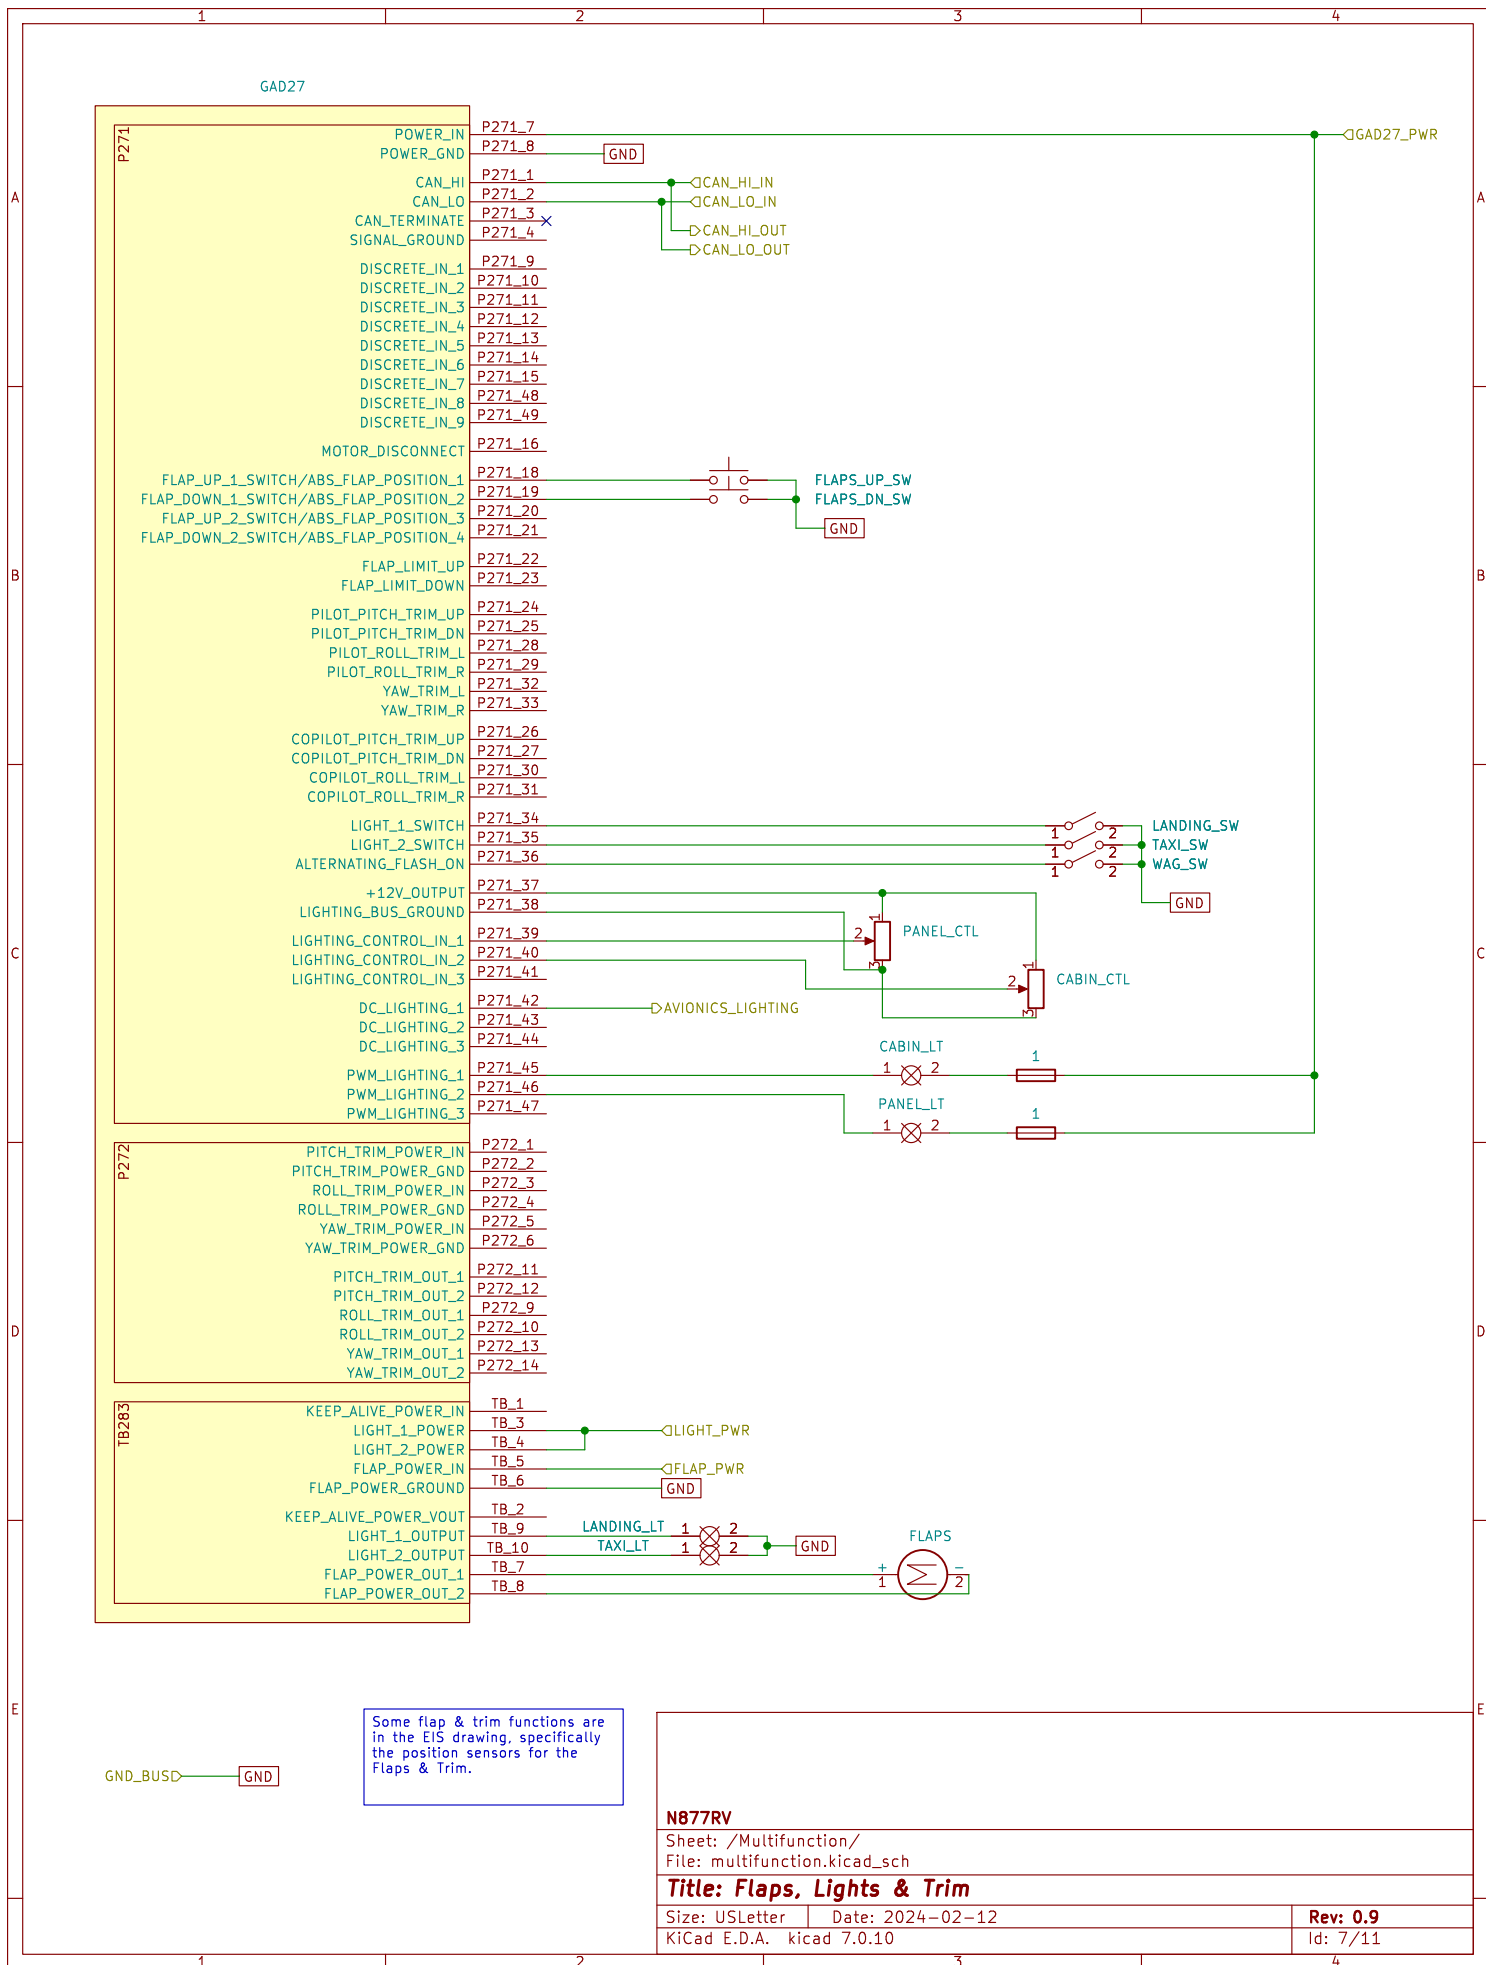 1 2 3 4
GAD27
P271
POWER_IN P271_7 GAD27_PWR
POWER_GND P271_8 GND
CAN_HI P271_1 CAN_HI_IN
A A
CAN_LO P271_2 CAN_LO_IN
CAN_TERMINATE P271_3
CAN_HI_OUT
SIGNAL_GROUND P271_4
CAN_LO_OUT
DISCRETE_IN_1 P271_9
DISCRETE_IN_2 P271_10
DISCRETE_IN_3 P271_11
DISCRETE_IN_4 P271_12
DISCRETE_IN_5 P271_13
DISCRETE_IN_6 P271_14
DISCRETE_IN_7 P271_15
DISCRETE_IN_8 P271_48
DISCRETE_IN_9 P271_49
MOTOR_DISCONNECT P271_16
FLAP_UP_1_SWITCH/ABS_FLAP_POSITION_1 P271_18 FLAPS_UP_SW
FLAP_DOWN_1_SWITCH/ABS_FLAP_POSITION_2 P271_19 FLAPS_DN_SW
FLAP_UP_2_SWITCH/ABS_FLAP_POSITION_3 P271_20
GND
FLAP_DOWN_2_SWITCH/ABS_FLAP_POSITION_4 P271_21
FLAP_LIMIT_UP P271_22
B B
FLAP_LIMIT_DOWN P271_23
PILOT_PITCH_TRIM_UP P271_24
PILOT_PITCH_TRIM_DN P271_25
PILOT_ROLL_TRIM_L P271_28
PILOT_ROLL_TRIM_R P271_29
YAW_TRIM_L P271_32
YAW_TRIM_R P271_33
COPILOT_PITCH_TRIM_UP P271_26
COPILOT_PITCH_TRIM_DN P271_27
COPILOT_ROLL_TRIM_L P271_30
COPILOT_ROLL_TRIM_R P271_31
LIGHT_1_SWITCH P271_34 1 2 LANDING_SW
LIGHT_2_SWITCH P271_35 1 2 TAXI_SW
ALTERNATING_FLASH_ON P271_36 1 2 WAG_SW
+12V_OUTPUT P271_37
GND
LIGHTING_BUS_GROUND P271_38
1 2 3 PANEL_CTL
LIGHTING_CONTROL_IN_1 P271_39
C C
LIGHTING_CONTROL_IN_2 P271_40
LIGHTING_CONTROL_IN_3 P271_41
1 2 3 CABIN_CTL
DC_LIGHTING_1 P271_42 AVIONICS_LIGHTING
DC_LIGHTING_2 P271_43
DC_LIGHTING_3 P271_44
CABIN_LT 1
PWM_LIGHTING_1 P271_45 1 2
PWM_LIGHTING_2 P271_46
PANEL_LT 1
PWM_LIGHTING_3 P271_47
1 2
P272
PITCH_TRIM_POWER_IN P272_1
PITCH_TRIM_POWER_GND P272_2
ROLL_TRIM_POWER_IN P272_3
ROLL_TRIM_POWER_GND P272_4
YAW_TRIM_POWER_IN P272_5
YAW_TRIM_POWER_GND P272_6
PITCH_TRIM_OUT_1 P272_11
PITCH_TRIM_OUT_2 P272_12
ROLL_TRIM_OUT_1 P272_9
D D
ROLL_TRIM_OUT_2 P272_10
YAW_TRIM_OUT_1 P272_13
YAW_TRIM_OUT_2 P272_14
TB283
KEEP_ALIVE_POWER_IN TB_1
LIGHT_1_POWER TB_3 LIGHT_PWR
LIGHT_2_POWER TB_4
FLAP_POWER_IN TB_5 FLAP_PWR
FLAP_POWER_GROUND TB_6 GND
KEEP_ALIVE_POWER_VOUT TB_2
LIGHT_1_OUTPUT TB_9 LANDING_LT 1 2
GND
LIGHT_2_OUTPUT TB_10 TAXI_LT 1 2
FLAPS
FLAP_POWER_OUT_1 TB_7 + 1 - 2
FLAP_POWER_OUT_2 TB_8
E E
Some flap & trim functions are
in the EIS drawing, specifically
the position sensors for the
Flaps & Trim.
GND_BUS GND
N877RV
Sheet: /Multifunction/
File: multifunction.kicad_sch
Title: Flaps, Lights & Trim
Size: USLetter Date: 2024-02-12 Rev: 0.9
KiCad E.D.A. kicad 7.0.10 Id: 7/11
1 2 3 4